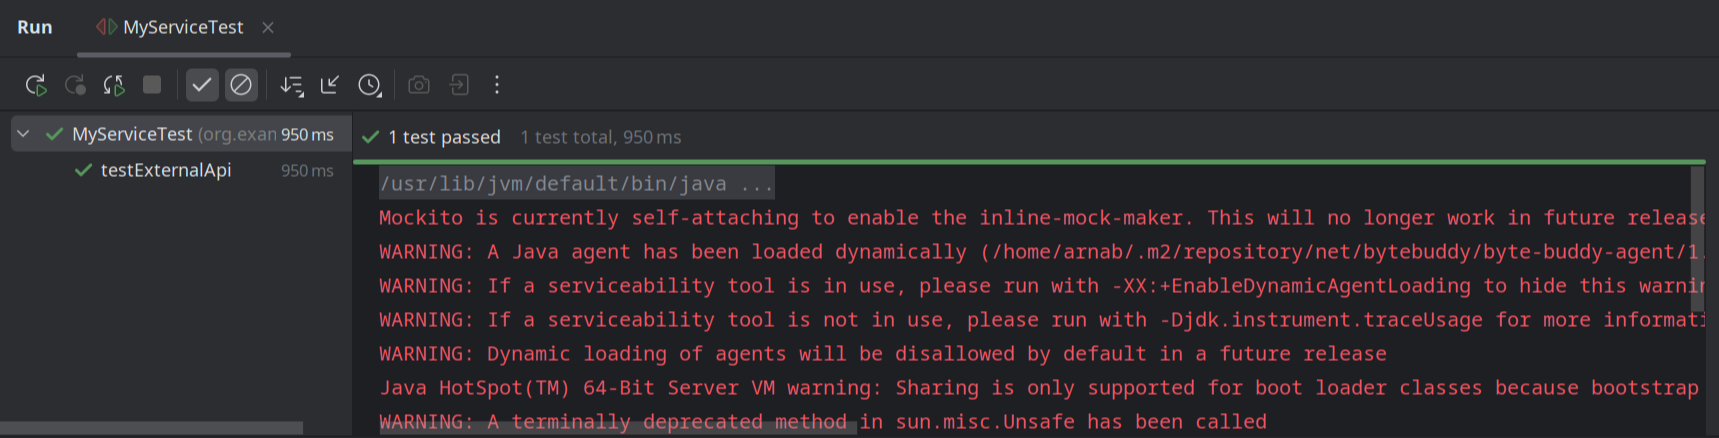 Run MyServiceTest
MyServiceTest (org.exan 950 ms
testExternalApi 950 ms
1 test passed 1 test total, 950 ms
/usr/lib/jvm/default/bin/java ...
Mockito is currently self-attaching to enable the inline-mock-maker. This will no longer work in future release
WARNING: A Java agent has been loaded dynamically (/home/arnab/.m2/repository/net/bytebuddy/byte-buddy-agent/1.
WARNING: If a serviceability tool is in use, please run with -XX:+EnableDynamicAgentLoading to hide this warnin
WARNING: If a serviceability tool is not in use, please run with -Djdk.instrument.traceUsage for more informati
WARNING: Dynamic loading of agents will be disallowed by default in a future release
Java HotSpot(TM) 64-Bit Server VM warning: Sharing is only supported for boot loader classes because bootstrap
WARNING: A terminally deprecated method in sun.misc.Unsafe has been called